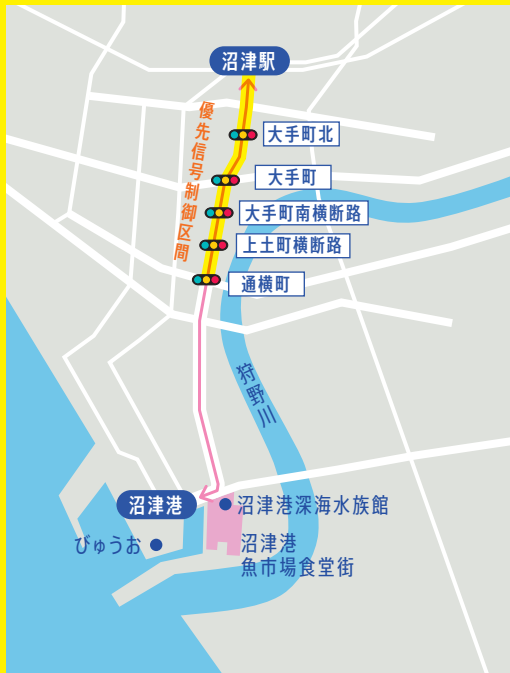 沼津駅
優先信号制御区間
大手町北
大手町
大手町南横断路
上土町横断路
通横町
狩野川
沼津港
沼津港深海水族館
びゅうお
沼津港
魚市場食堂街